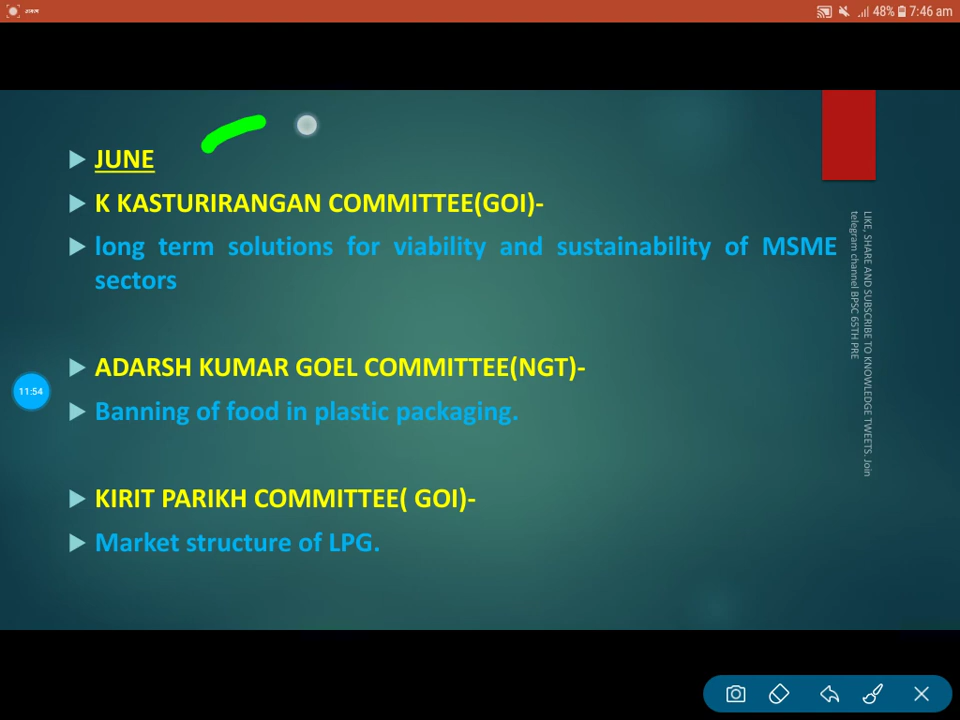 48% 7:46 am
JUNE
K KASTURIRANGAN COMMITTEE(GOI)-
long term solutions for viability and sustainability of MSME
sectors
ADARSH KUMAR GOEL COMMITTEE(NGT)-
11:54
Banning of food in plastic packaging.
KIRIT PARIKH COMMITTEE( GOI)-
Market structure of LPG.
LIKE, SHARE AND SUBSCRIBE TO KNOWLEDGE TWEETS. Join
telegram channel BPSC 65TH PRE